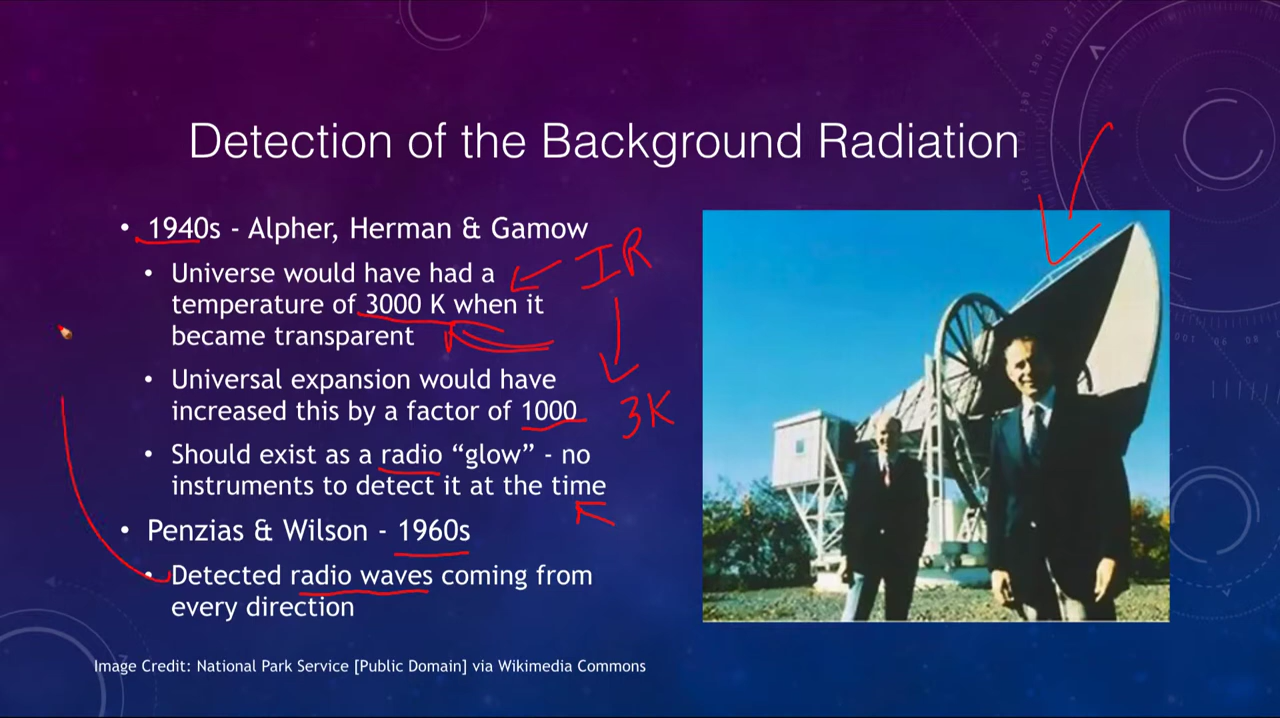 Detection of the Background Radiation
• 1940s - Alpher, Herman & Gamow
• Universe would have had a
temperature of 3000 K when it
became transparent
IR
• Universal expansion would have
increased this by a factor of 1000
3K
• Should exist as a radio “glow” - no
instruments to detect it at the time
• Penzias & Wilson - 1960s
• Detected radio waves coming from
every direction
Image Credit: National Park Service [Public Domain] via Wikimedia Commons